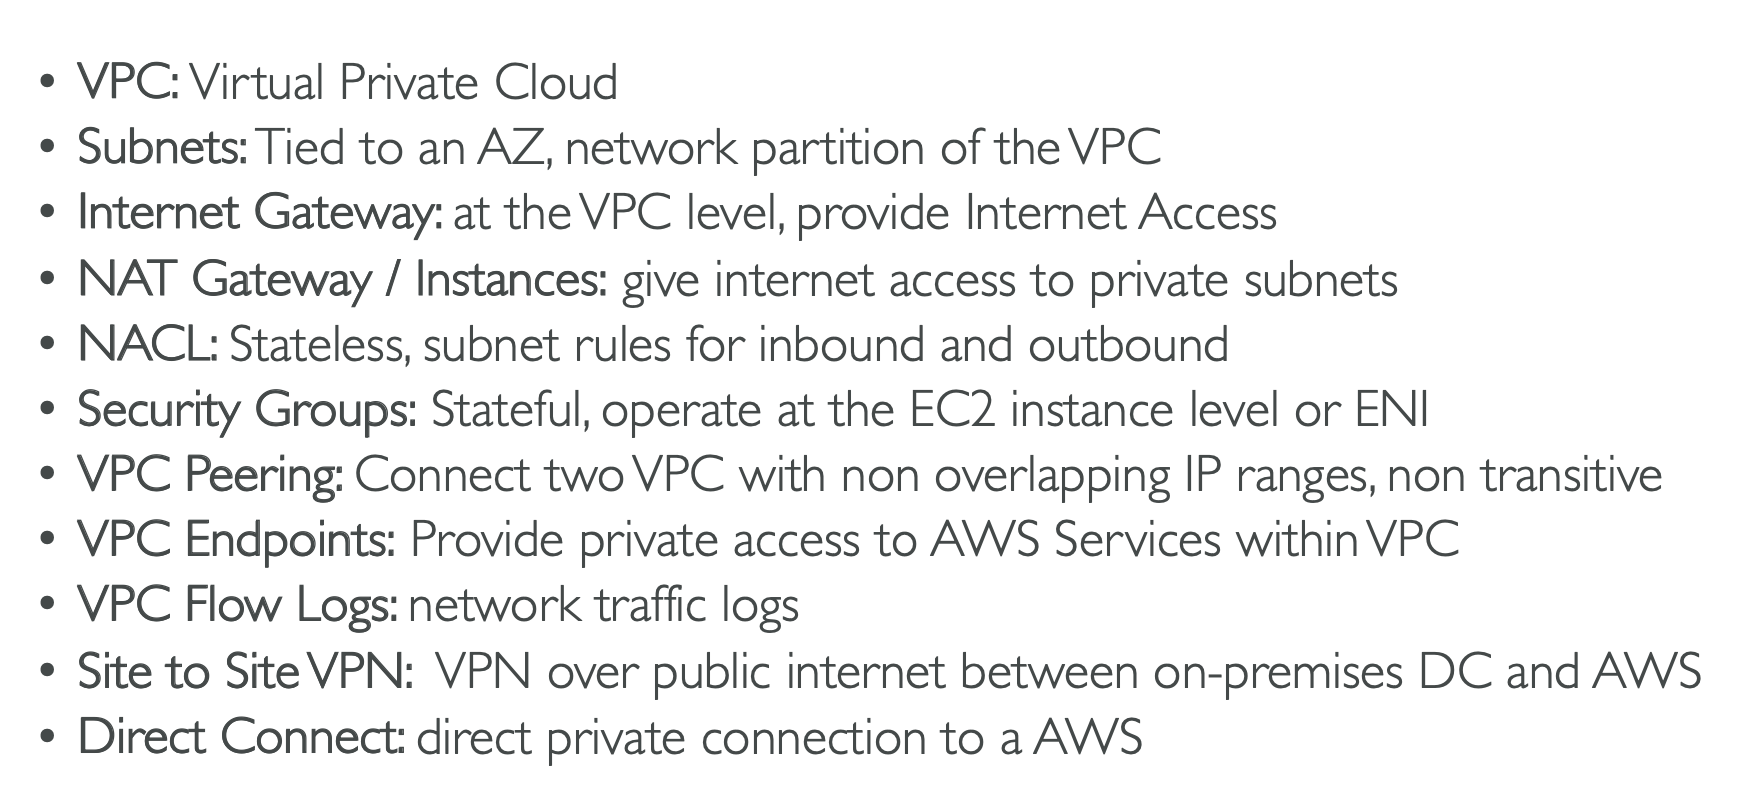 • VPC: Virtual Private Cloud
• Subnets: Tied to an AZ, network partition of the VPC
• Internet Gateway: at the VPC level, provide Internet Access
• NAT Gateway / Instances: give internet access to private subnets
• NACL: Stateless, subnet rules for inbound and outbound
• Security Groups: Stateful, operate at the EC2 instance level or ENI
• VPC Peering: Connect two VPC with non overlapping IP ranges, non transitive
• VPC Endpoints: Provide private access to AWS Services within VPC
• VPC Flow Logs: network traffic logs
• Site to Site VPN: VPN over public internet between on-premises DC and AWS
• Direct Connect: direct private connection to a AWS